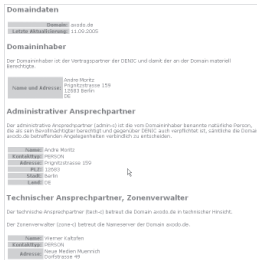 Domaindaten
Domain: axodo.de
Letzte Aktualisierung: 11.09.2005
Domaininhaber
Der Domaininhaber ist der Vertragspartner der DENIC und damit der an der Domain materiell
Berechtigte.
Andre Moritz
Name und Adresse: Prignitzstrasse 159
12683 Berlin
DE
Administrativer Ansprechpartner
Der administrative Ansprechpartner (admin-c) ist die vom Domaininhaber benannte natürliche Person,
die als sein Bevollmächtigter berechtigt und gegenüber DENIC auch verpflichtet ist, sämtliche die Domain
axodo.de betreffenden Angelegenheiten verbindlich zu entscheiden.
Name: Andre Moritz
Kontakttyp: PERSON
Adresse: Prignitzstrasse 159
PLZ: 12683
Stadt: Berlin
Land: DE
Technischer Ansprechpartner, Zonenverwalter
Der technische Ansprechpartner (tech-c) betreut die Domain axodo.de in technischer Hinsicht.
Der Zonenverwalter (zone-c) betreut die Nameserver der Domain axodo.de.
Name: Werner Kaltofen
Kontakttyp: PERSON
Adresse: Neue Medien Muennich
Dorfstrasse 49